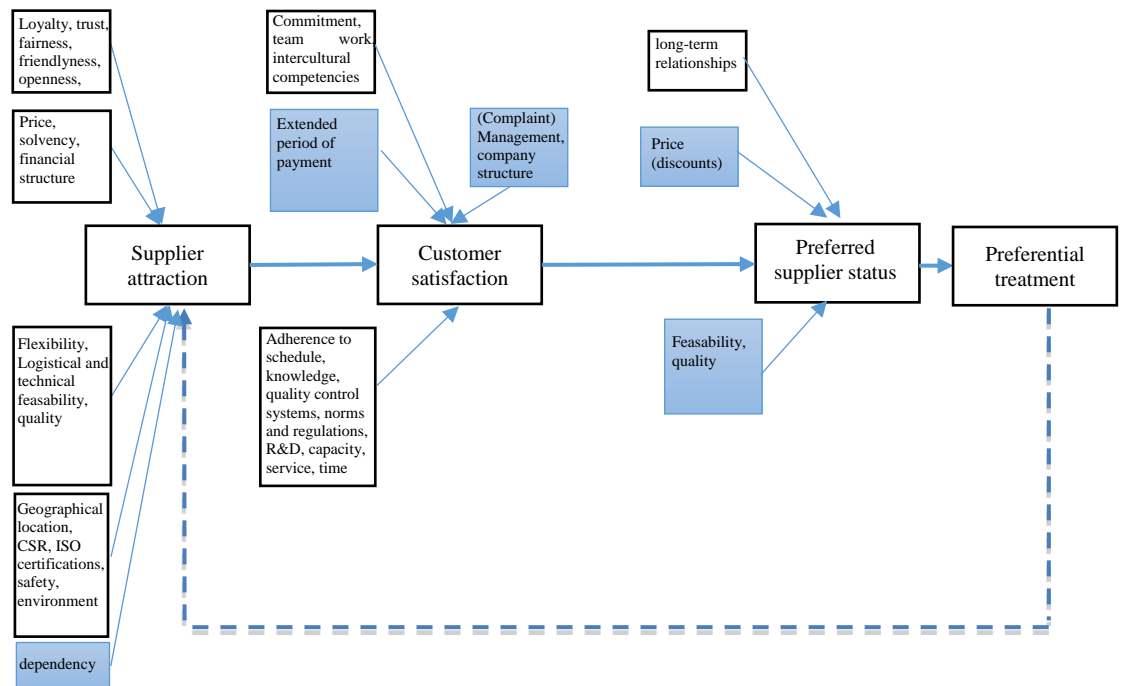 Loyalty, trust,
fairness,
friendlyness,
openness,
Price,
solvency,
financial
structure
Commitment,
team work,
intercultural
competencies
Extended
period of
payment
(Complaint)
Management,
company
structure
long-term
relationships
Price
(discounts)
Supplier
attraction
Customer
satisfaction
Preferred
supplier status
Preferential
treatment
Flexibility,
Logistical and
technical
feasability,
quality
Adherence to
schedule,
knowledge,
quality control
systems, norms
and regulations,
R&D, capacity,
service, time
Feasability,
quality
Geographical
location,
CSR, ISO
certifications,
safety,
environment
dependency